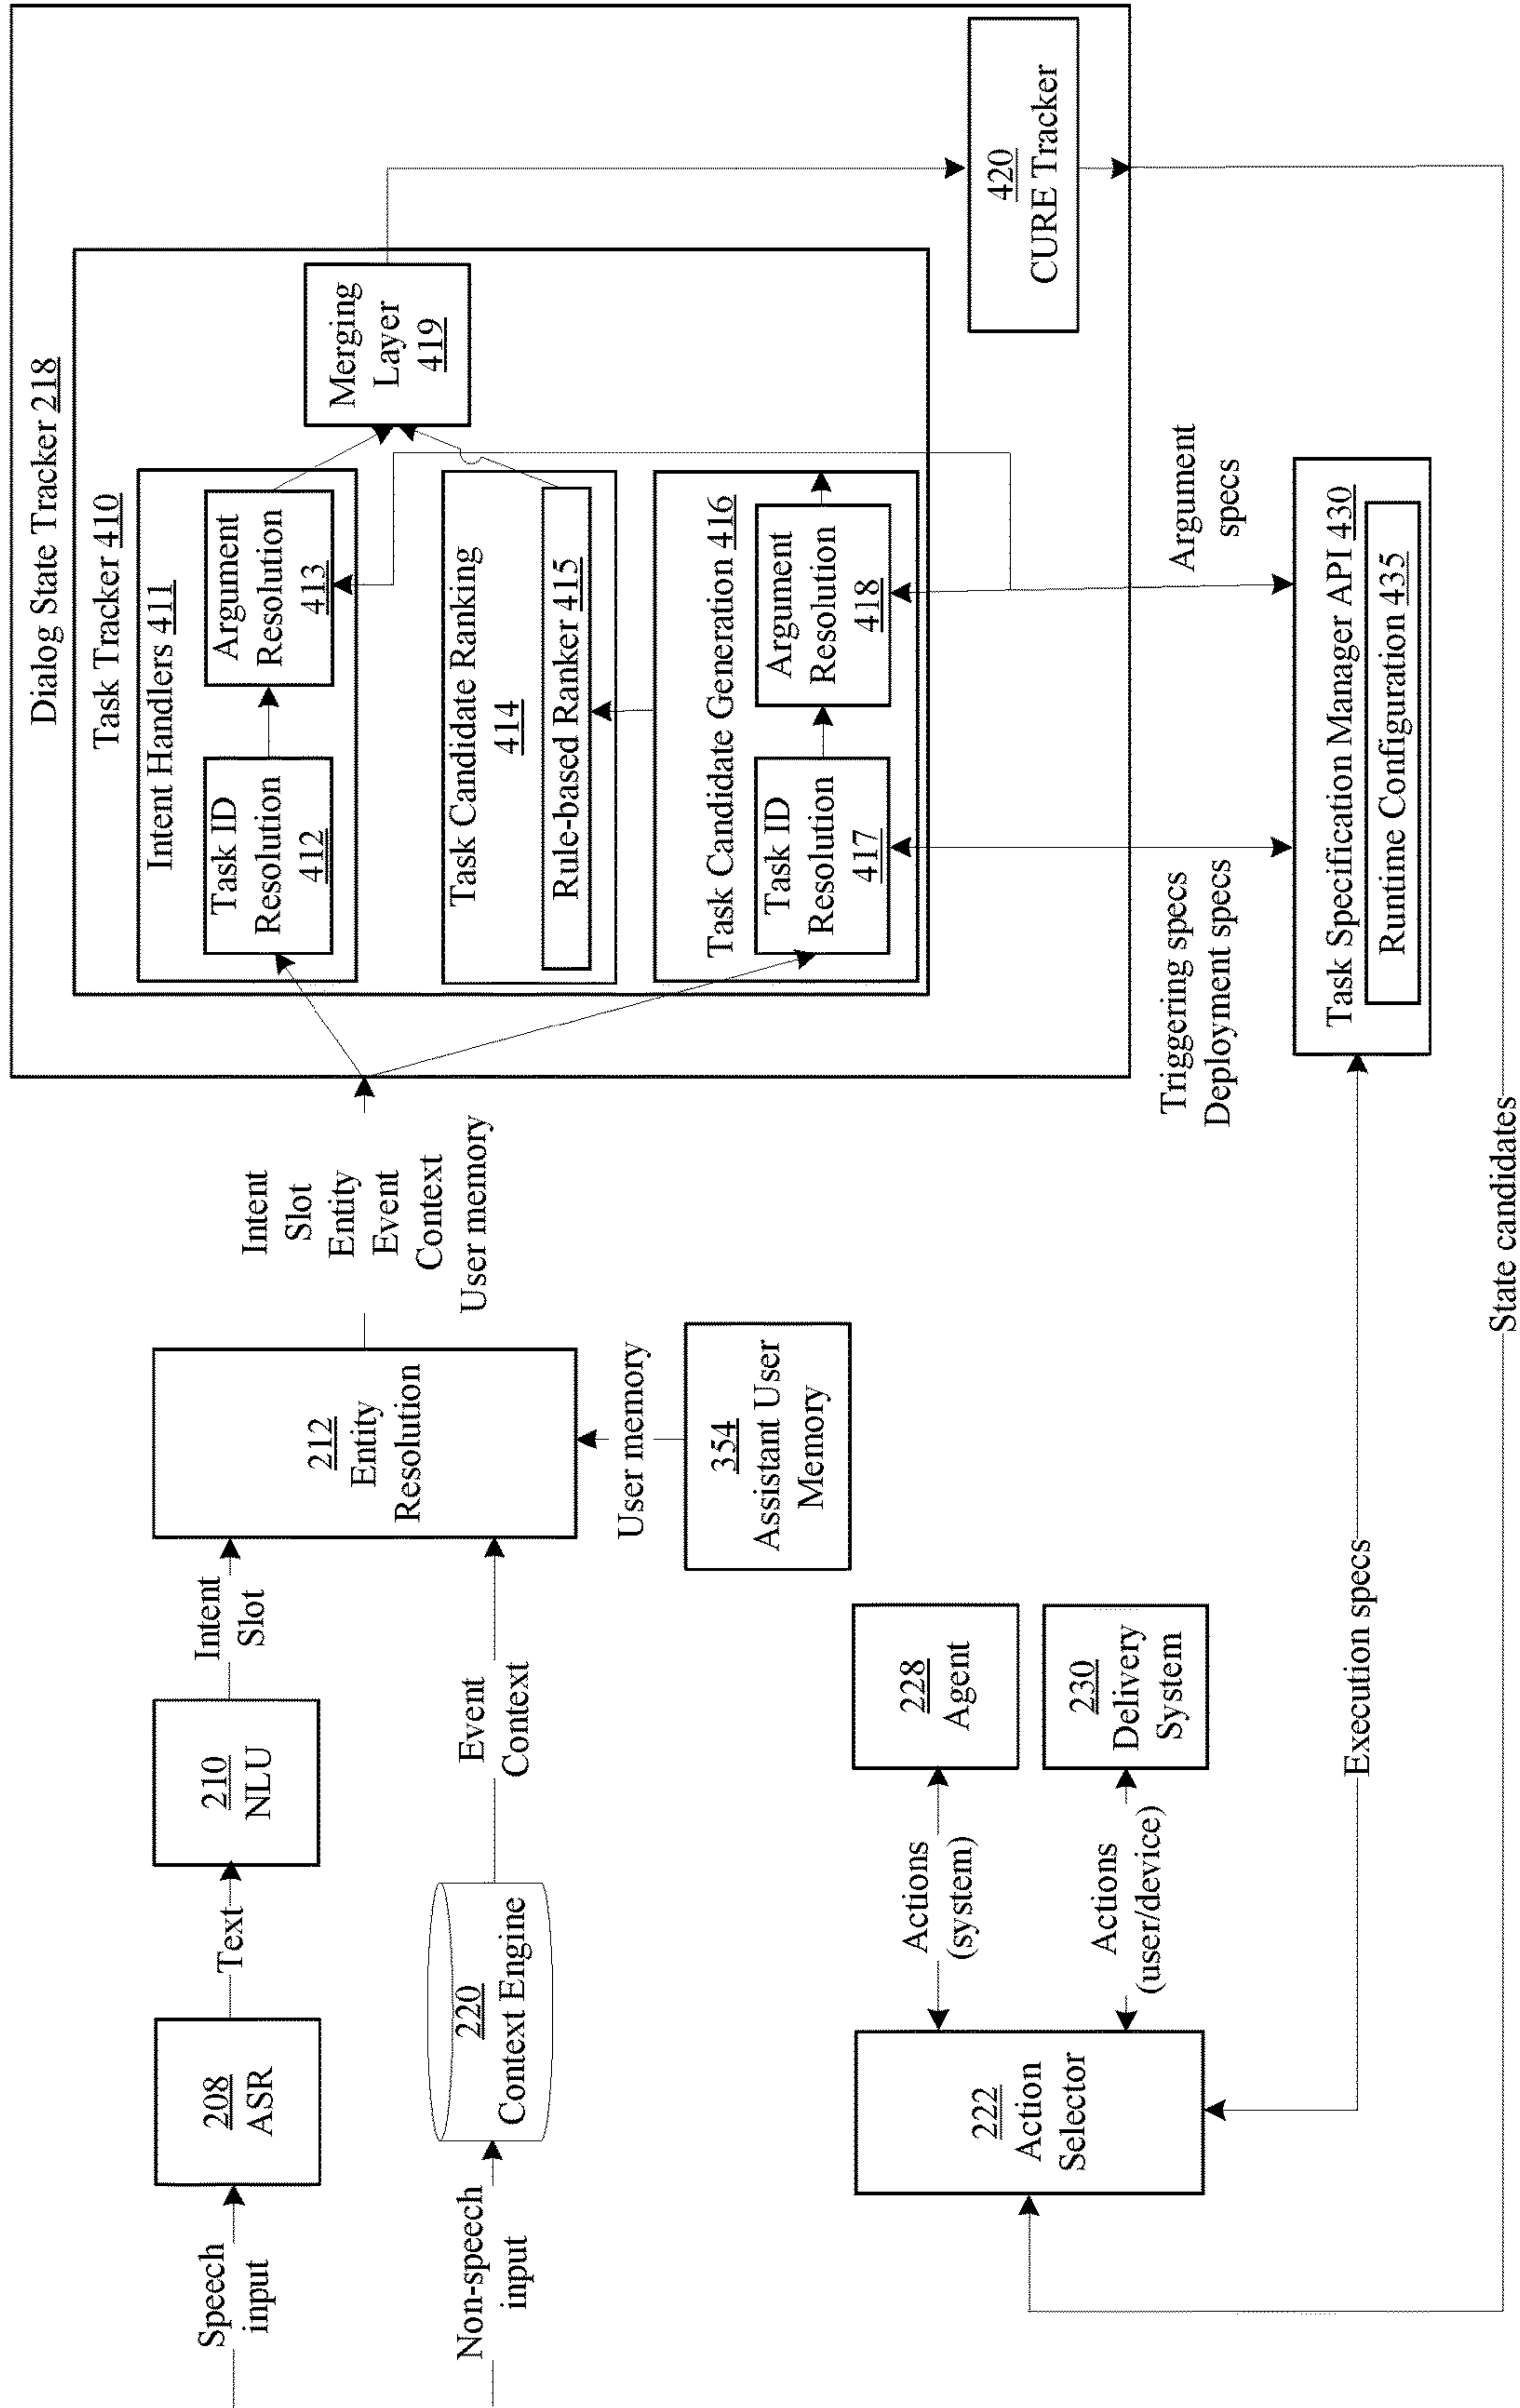 Speech
input
208
ASR
Text
210
NLU
Intent
Slot
Non-speech
input
220
Context Engine
Event
Context
212
Entity
Resolution
User memory
354
Assistant User
Memory
Intent
Slot
Entity
Event
Context
User memory
Dialog State Tracker 218
Task Tracker 410
Intent Handlers 411
Task ID
Resolution
412
Argument
Resolution
413
Merging
Layer
419
Task Candidate Ranking
414
Rule-based Ranker 415
Task Candidate Generation 416
Task ID
Resolution
417
Argument
Resolution
418
420
CURE Tracker
Triggering specs
Deployment specs
Argument
specs
Task Specification Manager API 430
Runtime Configuration 435
222
Action
Selector
Actions
(system)
228
Agent
Actions
(user/device)
230
Delivery
System
Execution specs
State candidates